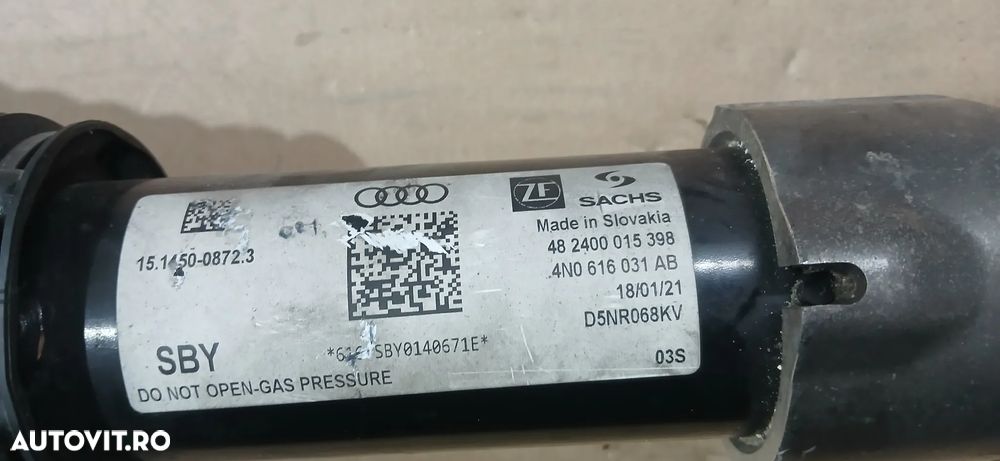 ZF SACHS
Made in Slovakia
15.1450-0872.3
48 2400 015 398
4N0 616 031 AB
18/01/21
D5NR068KV
SBY0140671E*
SBY
03S
DO NOT OPEN-GAS PRESSURE
AUTOVIT.RO